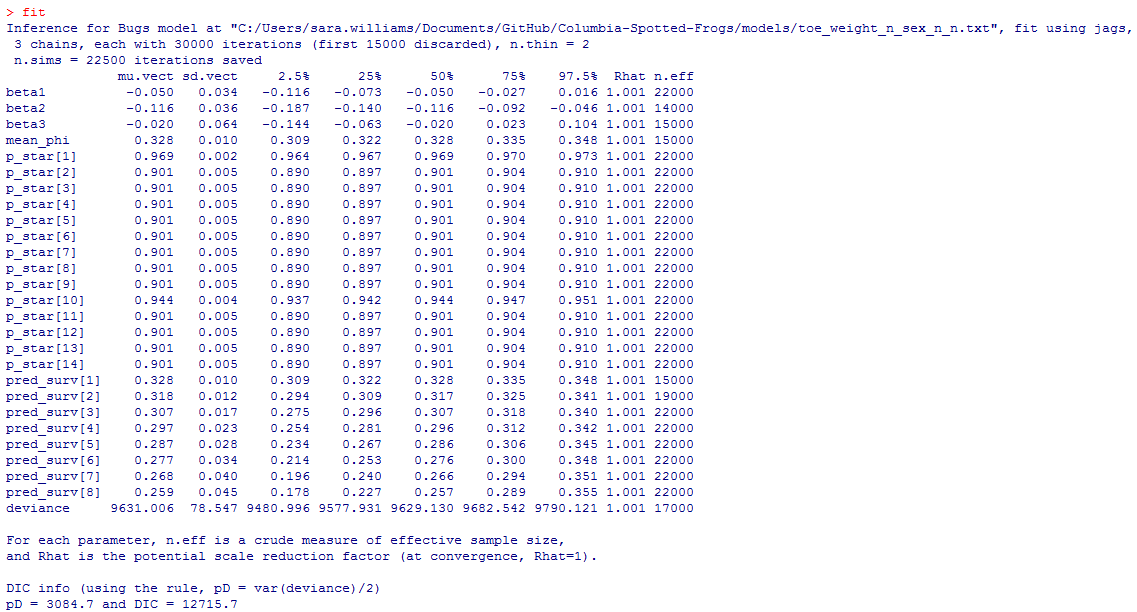 > fit
Inference for Bugs model at "C:/Users/sara.williams/Documents/GitHub/Columbia-Spotted-Frogs/models/toe_weight_n_sex_n_n.txt", fit using jags,
 3 chains, each with 30000 iterations (first 15000 discarded), n.thin = 2
 n.sims = 22500 iterations saved
             mu.vect sd.vect     2.5%      25%      50%      75%    97.5%  Rhat n.eff
beta1         -0.050   0.034   -0.116   -0.073   -0.050   -0.027    0.016 1.001 22000
beta2         -0.116   0.036   -0.187   -0.140   -0.116   -0.092   -0.046 1.001 14000
beta3         -0.020   0.064   -0.144   -0.063   -0.020    0.023    0.104 1.001 15000
mean_phi       0.328   0.010    0.309    0.322    0.328    0.335    0.348 1.001 15000
p_star[1]      0.969   0.002    0.964    0.967    0.969    0.970    0.973 1.001 22000
p_star[2]      0.901   0.005    0.890    0.897    0.901    0.904    0.910 1.001 22000
p_star[3]      0.901   0.005    0.890    0.897    0.901    0.904    0.910 1.001 22000
p_star[4]      0.901   0.005    0.890    0.897    0.901    0.904    0.910 1.001 22000
p_star[5]      0.901   0.005    0.890    0.897    0.901    0.904    0.910 1.001 22000
p_star[6]      0.901   0.005    0.890    0.897    0.901    0.904    0.910 1.001 22000
p_star[7]      0.901   0.005    0.890    0.897    0.901    0.904    0.910 1.001 22000
p_star[8]      0.901   0.005    0.890    0.897    0.901    0.904    0.910 1.001 22000
p_star[9]      0.901   0.005    0.890    0.897    0.901    0.904    0.910 1.001 22000
p_star[10]     0.944   0.004    0.937    0.942    0.944    0.947    0.951 1.001 22000
p_star[11]     0.901   0.005    0.890    0.897    0.901    0.904    0.910 1.001 22000
p_star[12]     0.901   0.005    0.890    0.897    0.901    0.904    0.910 1.001 22000
p_star[13]     0.901   0.005    0.890    0.897    0.901    0.904    0.910 1.001 22000
p_star[14]     0.901   0.005    0.890    0.897    0.901    0.904    0.910 1.001 22000
pred_surv[1]   0.328   0.010    0.309    0.322    0.328    0.335    0.348 1.001 15000
pred_surv[2]   0.318   0.012    0.294    0.309    0.317    0.325    0.341 1.001 19000
pred_surv[3]   0.307   0.017    0.275    0.296    0.307    0.318    0.340 1.001 22000
pred_surv[4]   0.297   0.023    0.254    0.281    0.296    0.312    0.342 1.001 22000
pred_surv[5]   0.287   0.028    0.234    0.267    0.286    0.306    0.345 1.001 22000
pred_surv[6]   0.277   0.034    0.214    0.253    0.276    0.300    0.348 1.001 22000
pred_surv[7]   0.268   0.040    0.196    0.240    0.266    0.294    0.351 1.001 22000
pred_surv[8]   0.259   0.045    0.178    0.227    0.257    0.289    0.355 1.001 22000
deviance    9631.006  78.547 9480.996 9577.931 9629.130 9682.542 9790.121 1.001 17000

For each parameter, n.eff is a crude measure of effective sample size,
and Rhat is the potential scale reduction factor (at convergence, Rhat=1).

DIC info (using the rule, pD = var(deviance)/2)
pD = 3084.7 and DIC = 12715.7